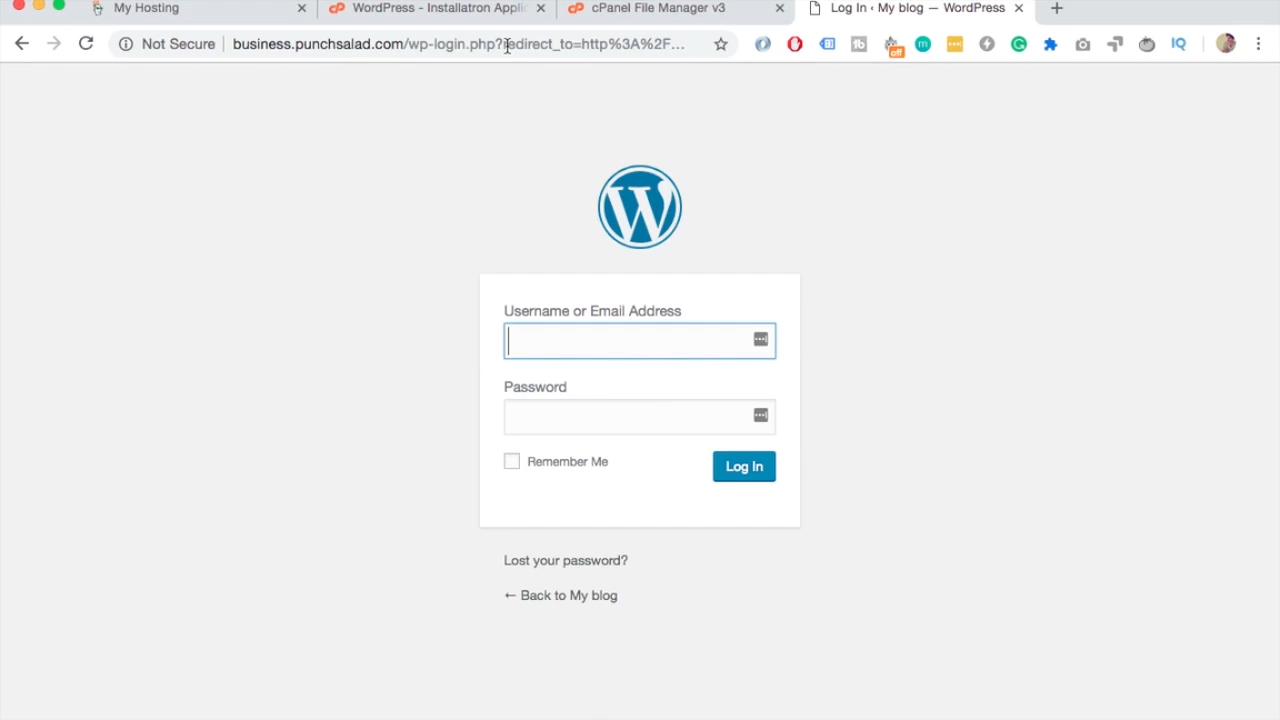 My Hosting
WordPress - Installatron Applic
cPanel File Manager v3
Log In ‹ My blog — WordPress
Not Secure
business.punchsalad.com/wp-login.php?redirect_to=http%3A%2F...
off
Username or Email Address
Password
Remember Me
Log In
Lost your password?
← Back to My blog